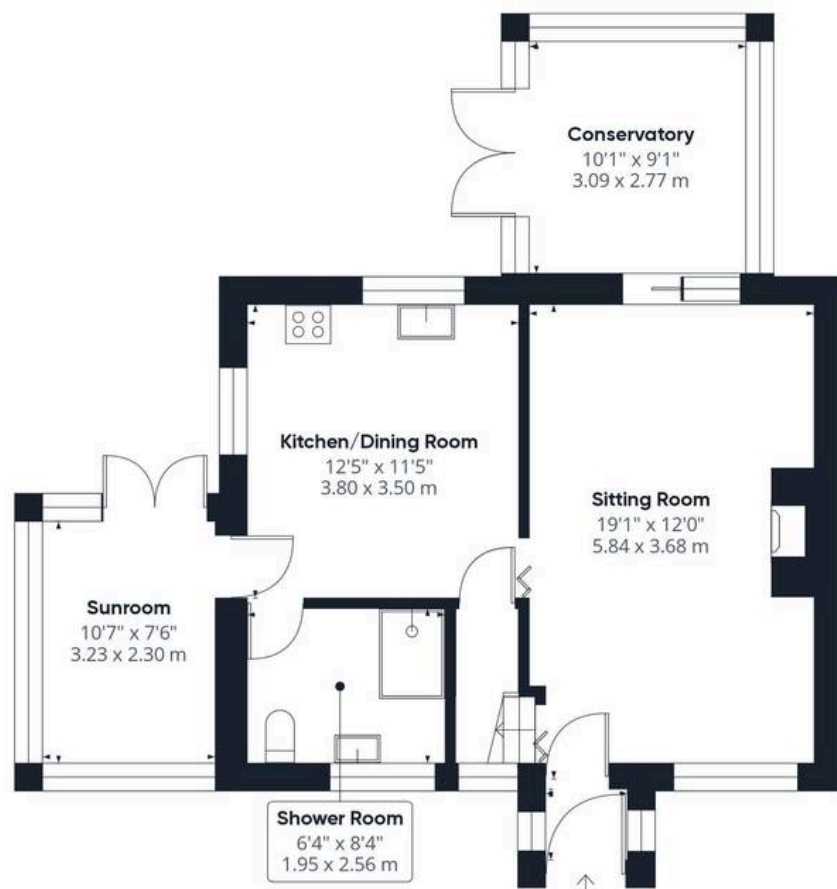 Conservatory
10'1" x 9'1"
3.09 x 2.77 m
Kitchen/Dining Room
12'5" x 11'5"
3.80 x 3.50 m
Sitting Room
19'1" x 12'0"
5.84 x 3.68 m
Sunroom
10'7" x 7'6"
3.23 x 2.30 m
Shower Room
6'4" x 8'4"
1.95 x 2.56 m